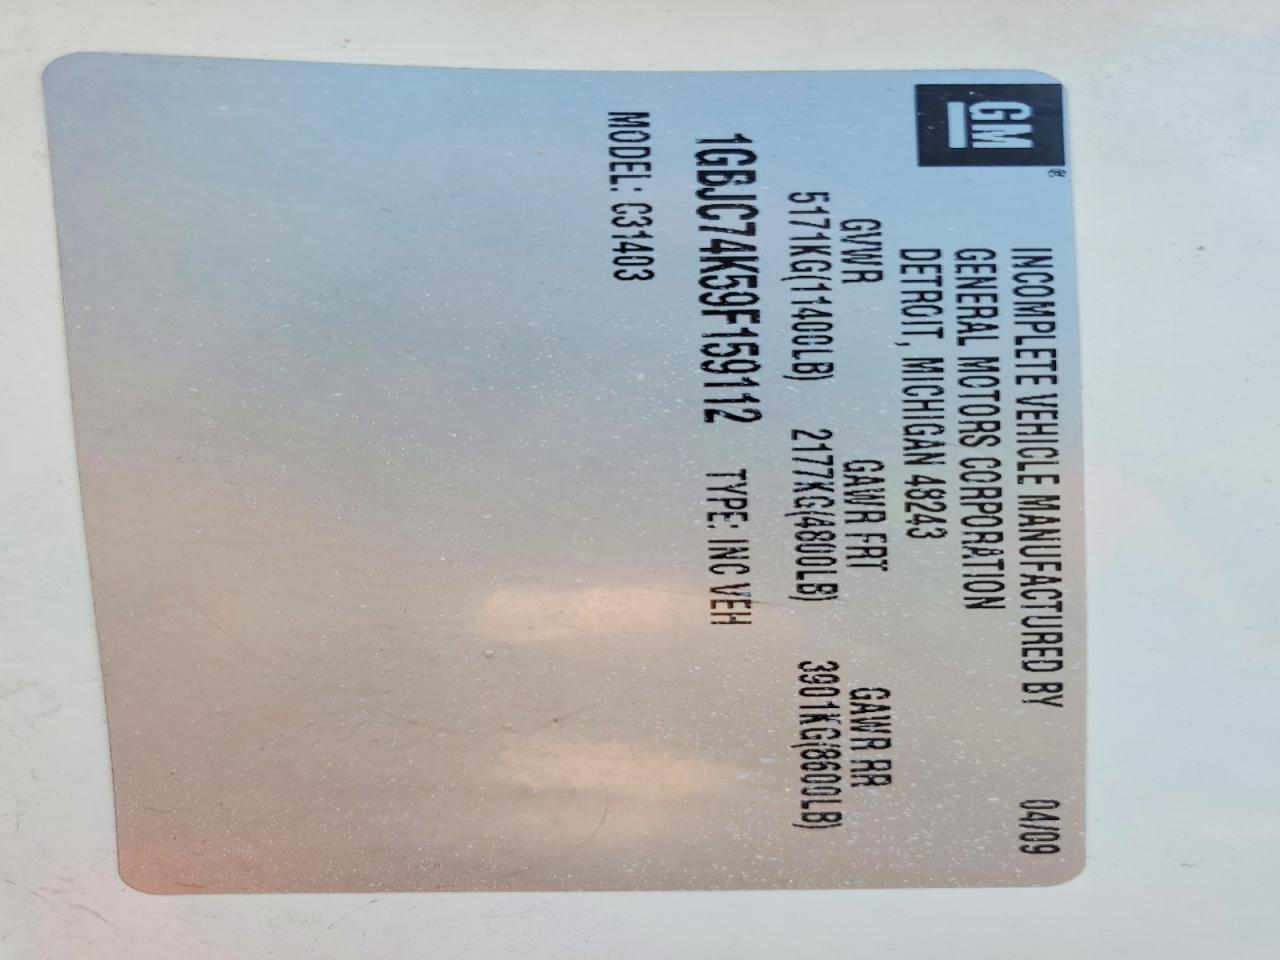 GM®
INCOMPLETE VEHICLE MANUFACTURED BY 04/09
GENERAL MOTORS CORPORATION
DETROIT, MICHIGAN 48243
GVWR GAWR FRT GAWR RR
5171KG(11400LB) 2177KG(4800LB) 3901KG(8600LB)
1GBJC74K59F159112 TYPE: INC VEH
MODEL: C31403